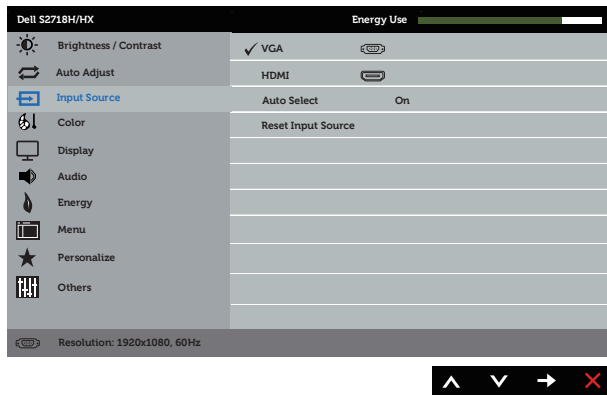 Dell S2718H/HX Energy Use
Brightness / Contrast
VGA
Auto Adjust
HDMI
Input Source
Auto Select On
Color
Reset Input Source
Display
Audio
Energy
Menu
Personalize
Others
Resolution: 1920x1080, 60Hz